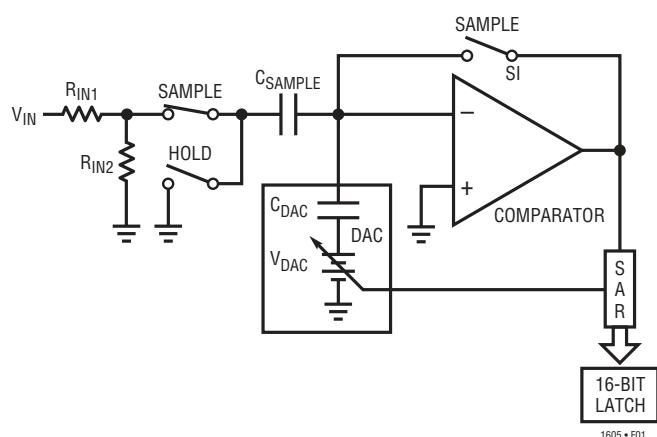 SAMPLE
SI
R_IN1
SAMPLE
C_SAMPLE
V_IN
−
R_IN2
HOLD
+
C_DAC
DAC
COMPARATOR
V_DAC
S
A
R
16-BIT
LATCH
1605 • F01